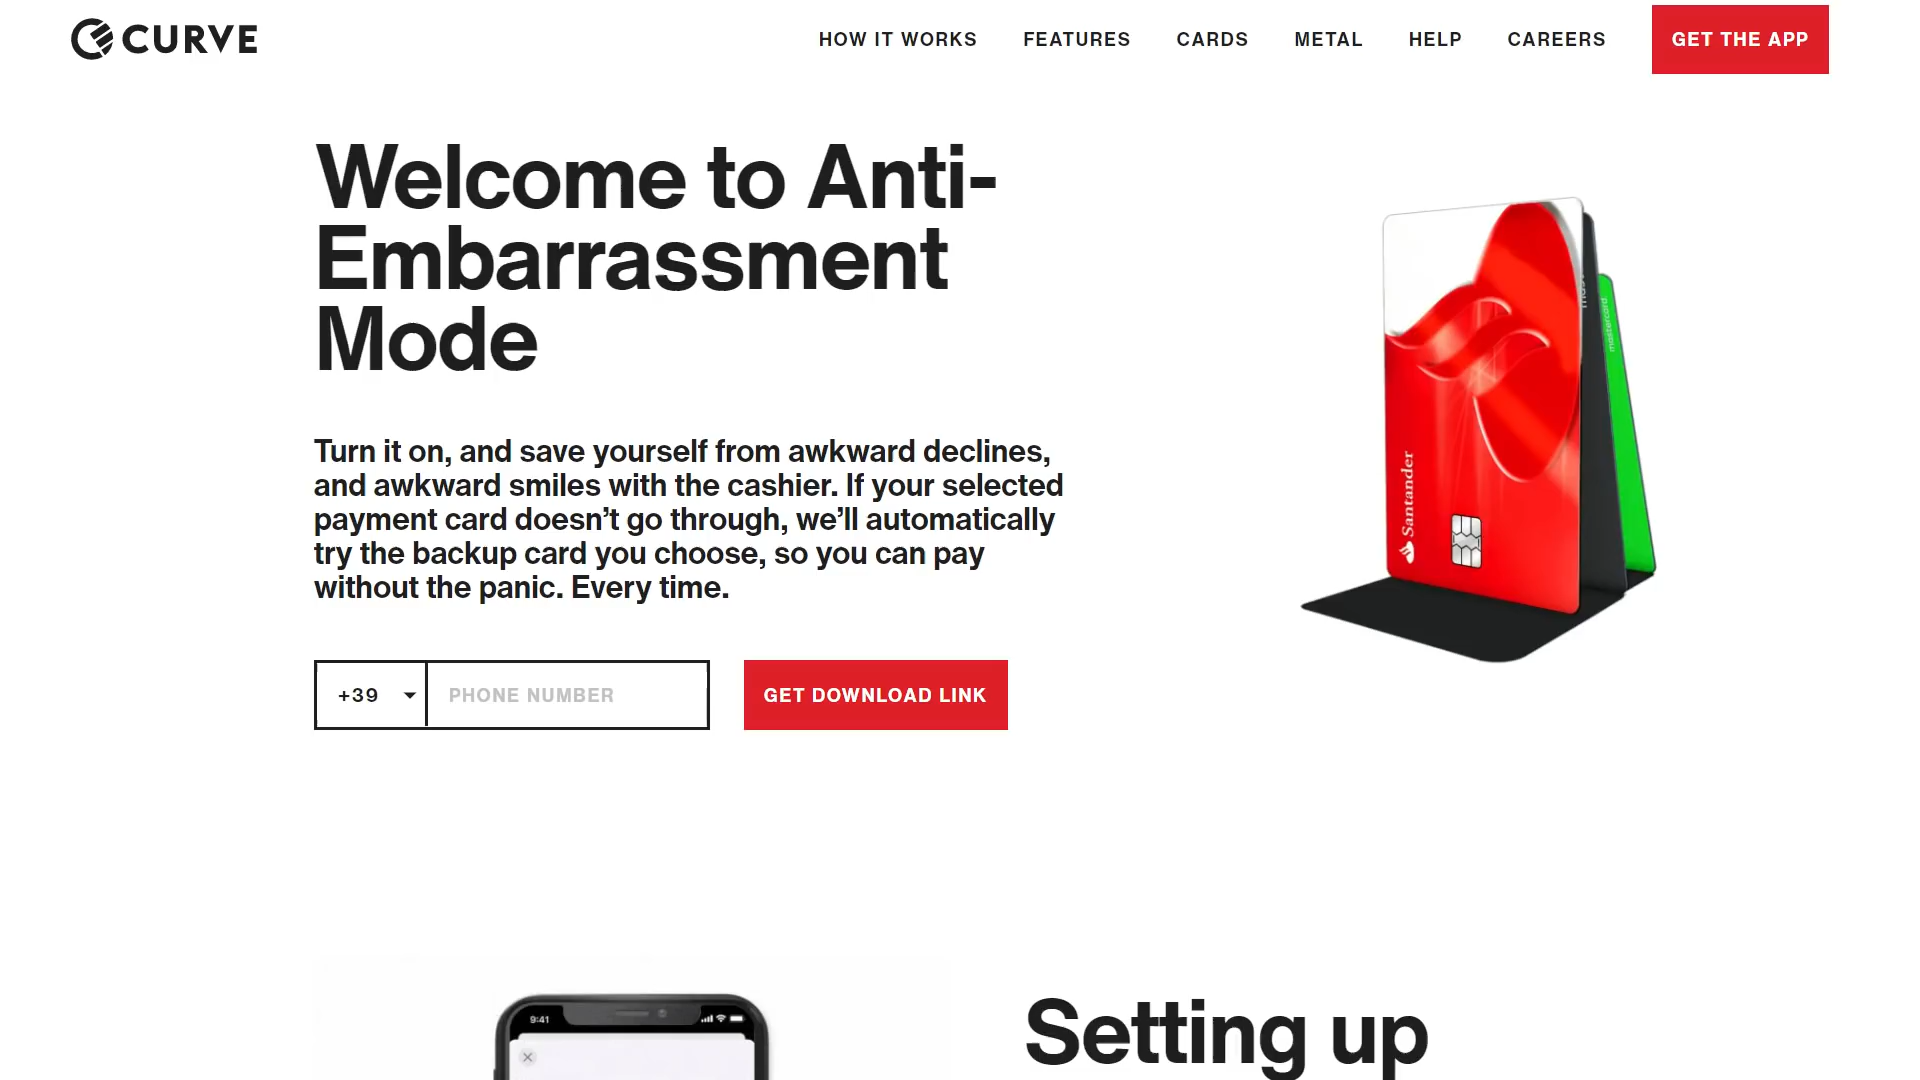 CURVE
HOW IT WORKS
FEATURES
CARDS
METAL
HELP
CAREERS
GET THE APP
Welcome to Anti-
Embarrassment
Mode
Turn it on, and save yourself from awkward declines,
and awkward smiles with the cashier. If your selected
payment card doesn’t go through, we’ll automatically
try the backup card you choose, so you can pay
without the panic. Every time.
+39
PHONE NUMBER
GET DOWNLOAD LINK
Santander
mastercard
9:41
Setting up